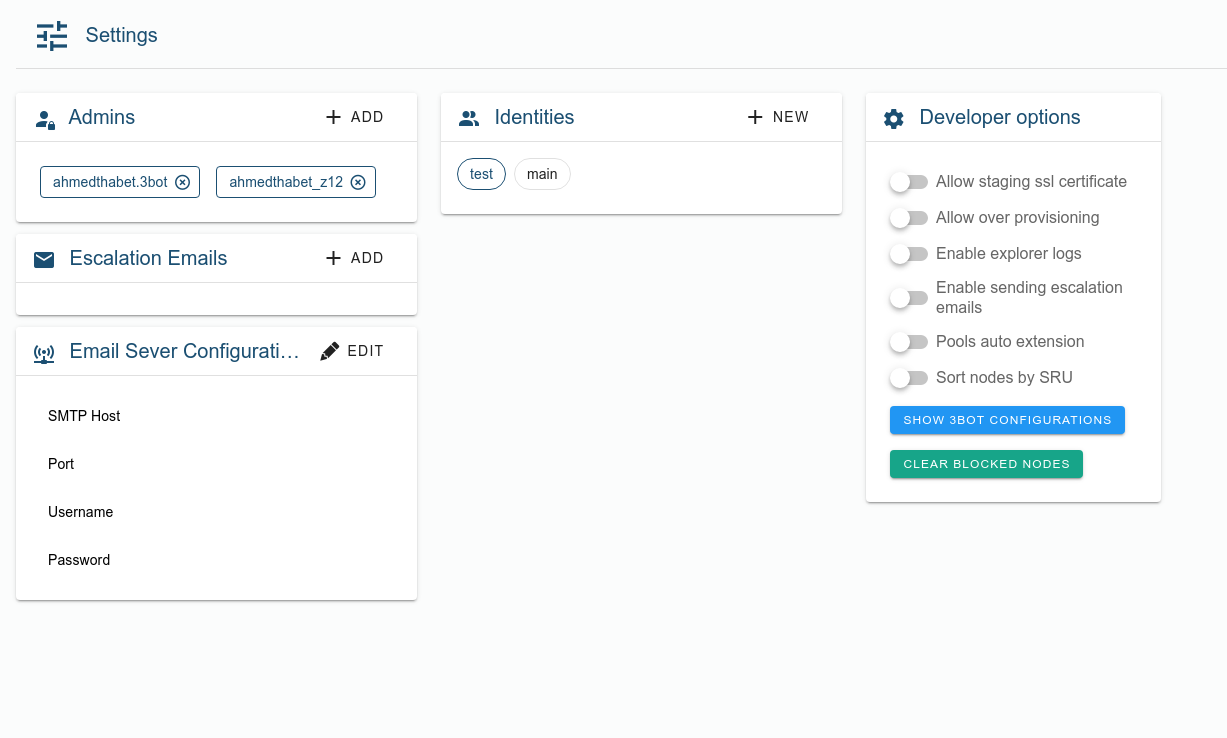 Settings
Admins
ADD
ahmedthabet.3bot
ahmedthabet_z12
Escalation Emails
ADD
Email Sever Configurati...
EDIT
SMTP Host
Port
Username
Password
Identities
NEW
test
main
Developer options
Allow staging ssl certificate
Allow over provisioning
Enable explorer logs
Enable sending escalation
emails
Pools auto extension
Sort nodes by SRU
SHOW 3BOT CONFIGURATIONS
CLEAR BLOCKED NODES